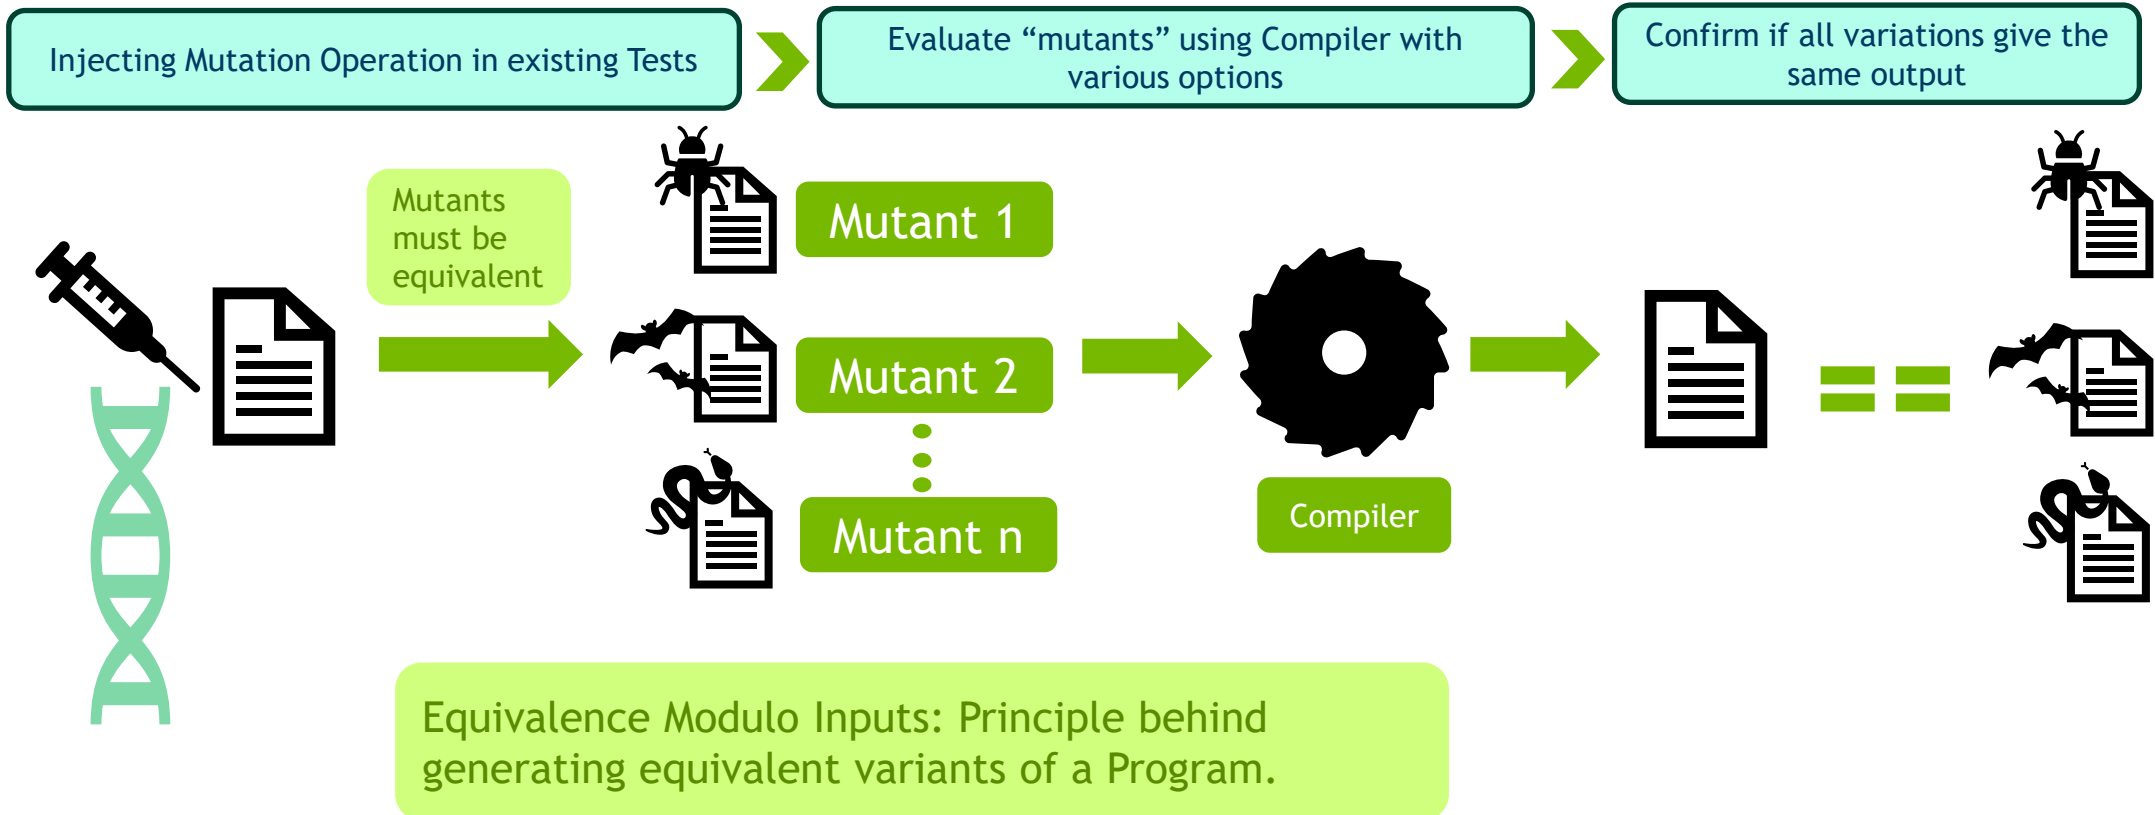 Injecting Mutation Operation in existing Tests
Evaluate “mutants” using Compiler with
various options
Confirm if all variations give the
same output
Mutants
must be
equivalent
Mutant 1
Mutant 2
Mutant n
Compiler
Equivalence Modulo Inputs: Principle behind
generating equivalent variants of a Program.